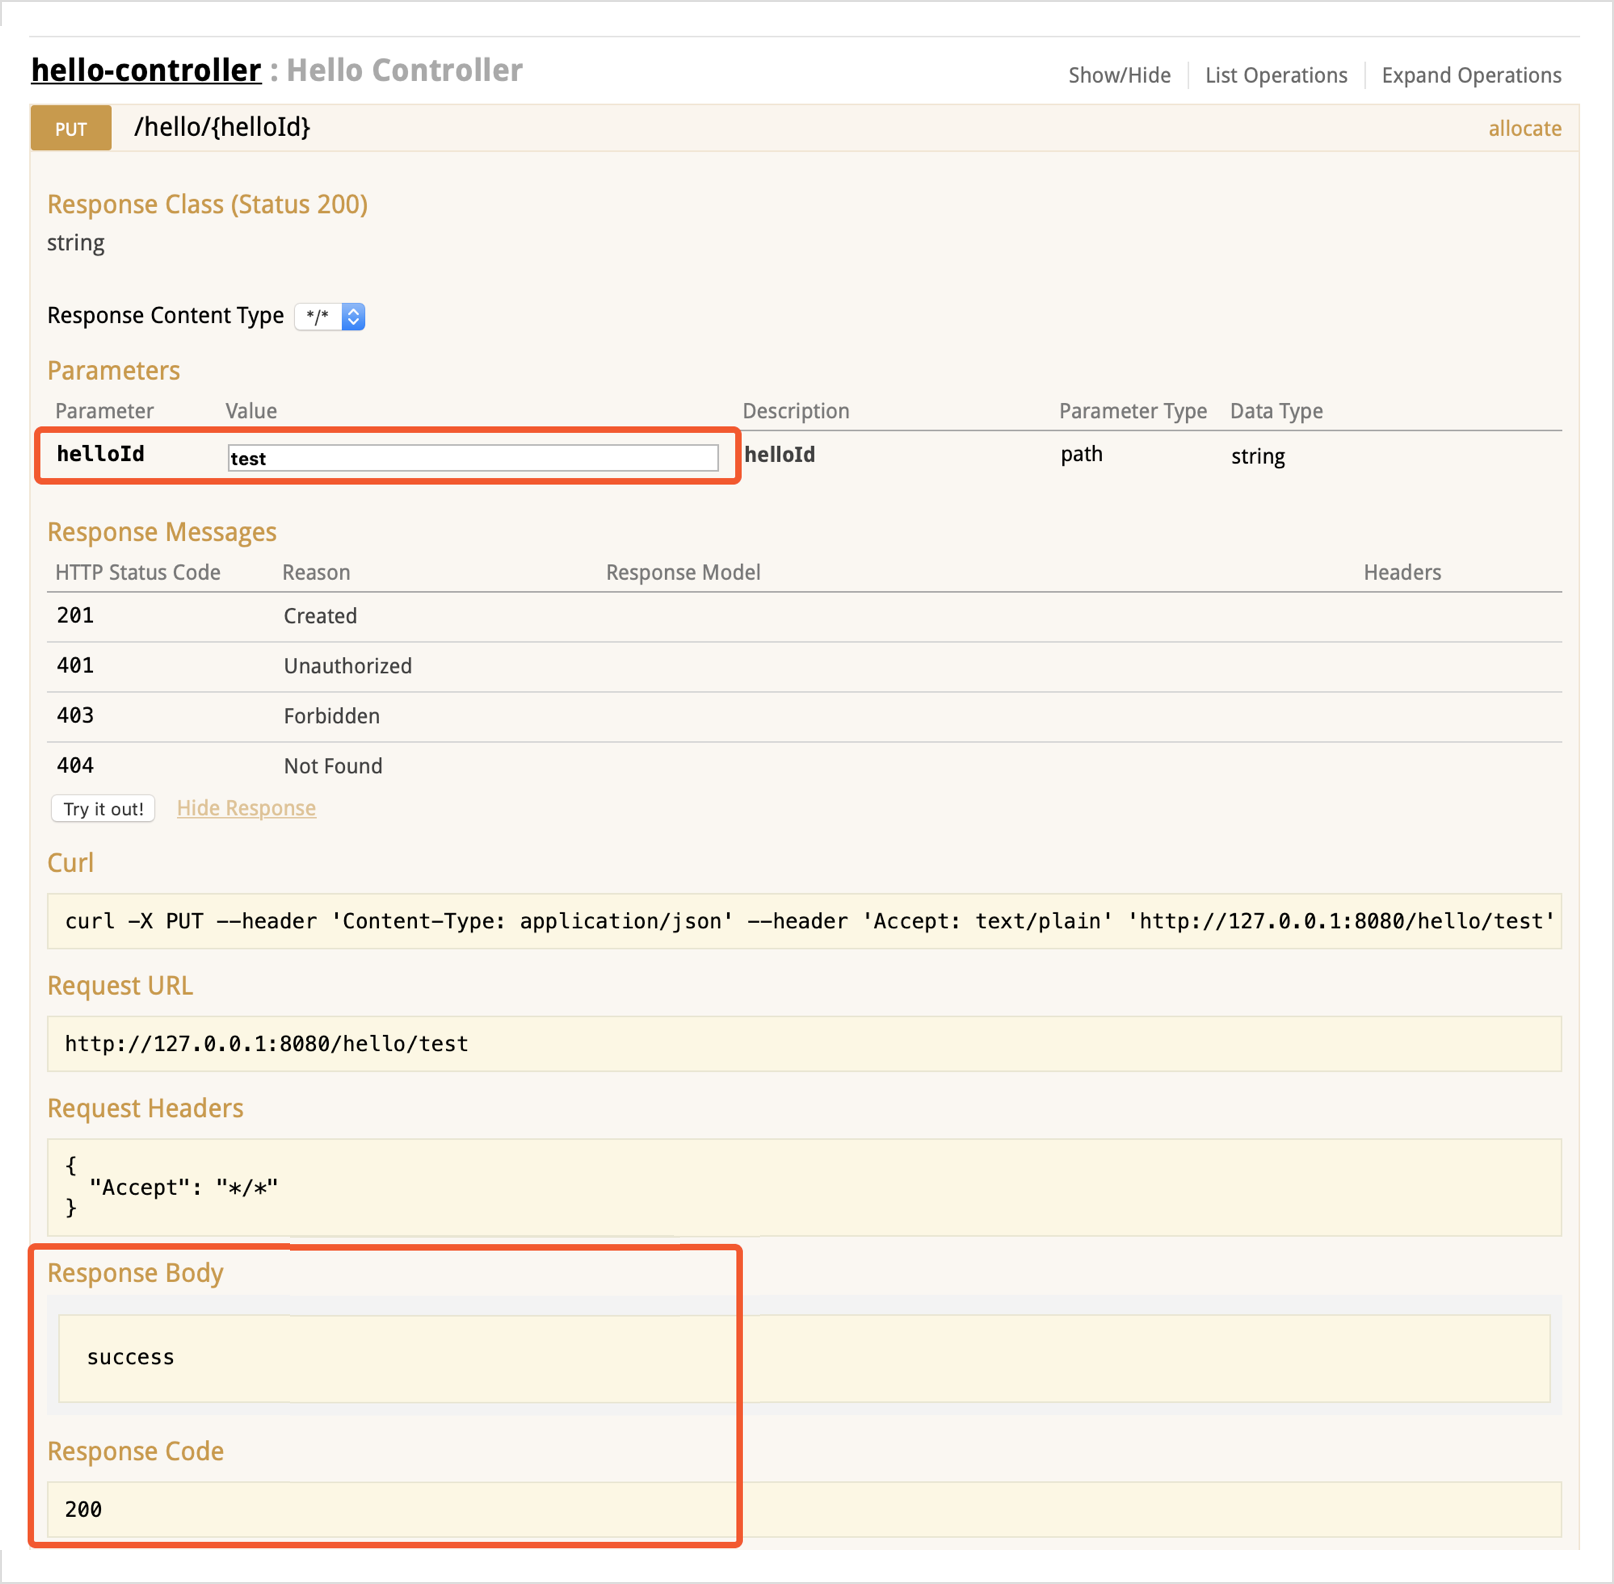 hello-controller : Hello Controller
Show/Hide List Operations Expand Operations
PUT /hello/{helloId} allocate
Response Class (Status 200)
string
Response Content Type */*
Parameters
Parameter Value Description Parameter Type Data Type
helloId test helloId path string
Response Messages
HTTP Status Code Reason Response Model Headers
201 Created
401 Unauthorized
403 Forbidden
404 Not Found
Try it out! Hide Response
Curl
curl -X PUT --header 'Content-Type: application/json' --header 'Accept: text/plain' 'http://127.0.0.1:8080/hello/test'
Request URL
http://127.0.0.1:8080/hello/test
Request Headers
{
"Accept": "*/*"
}
Response Body
success
Response Code
200